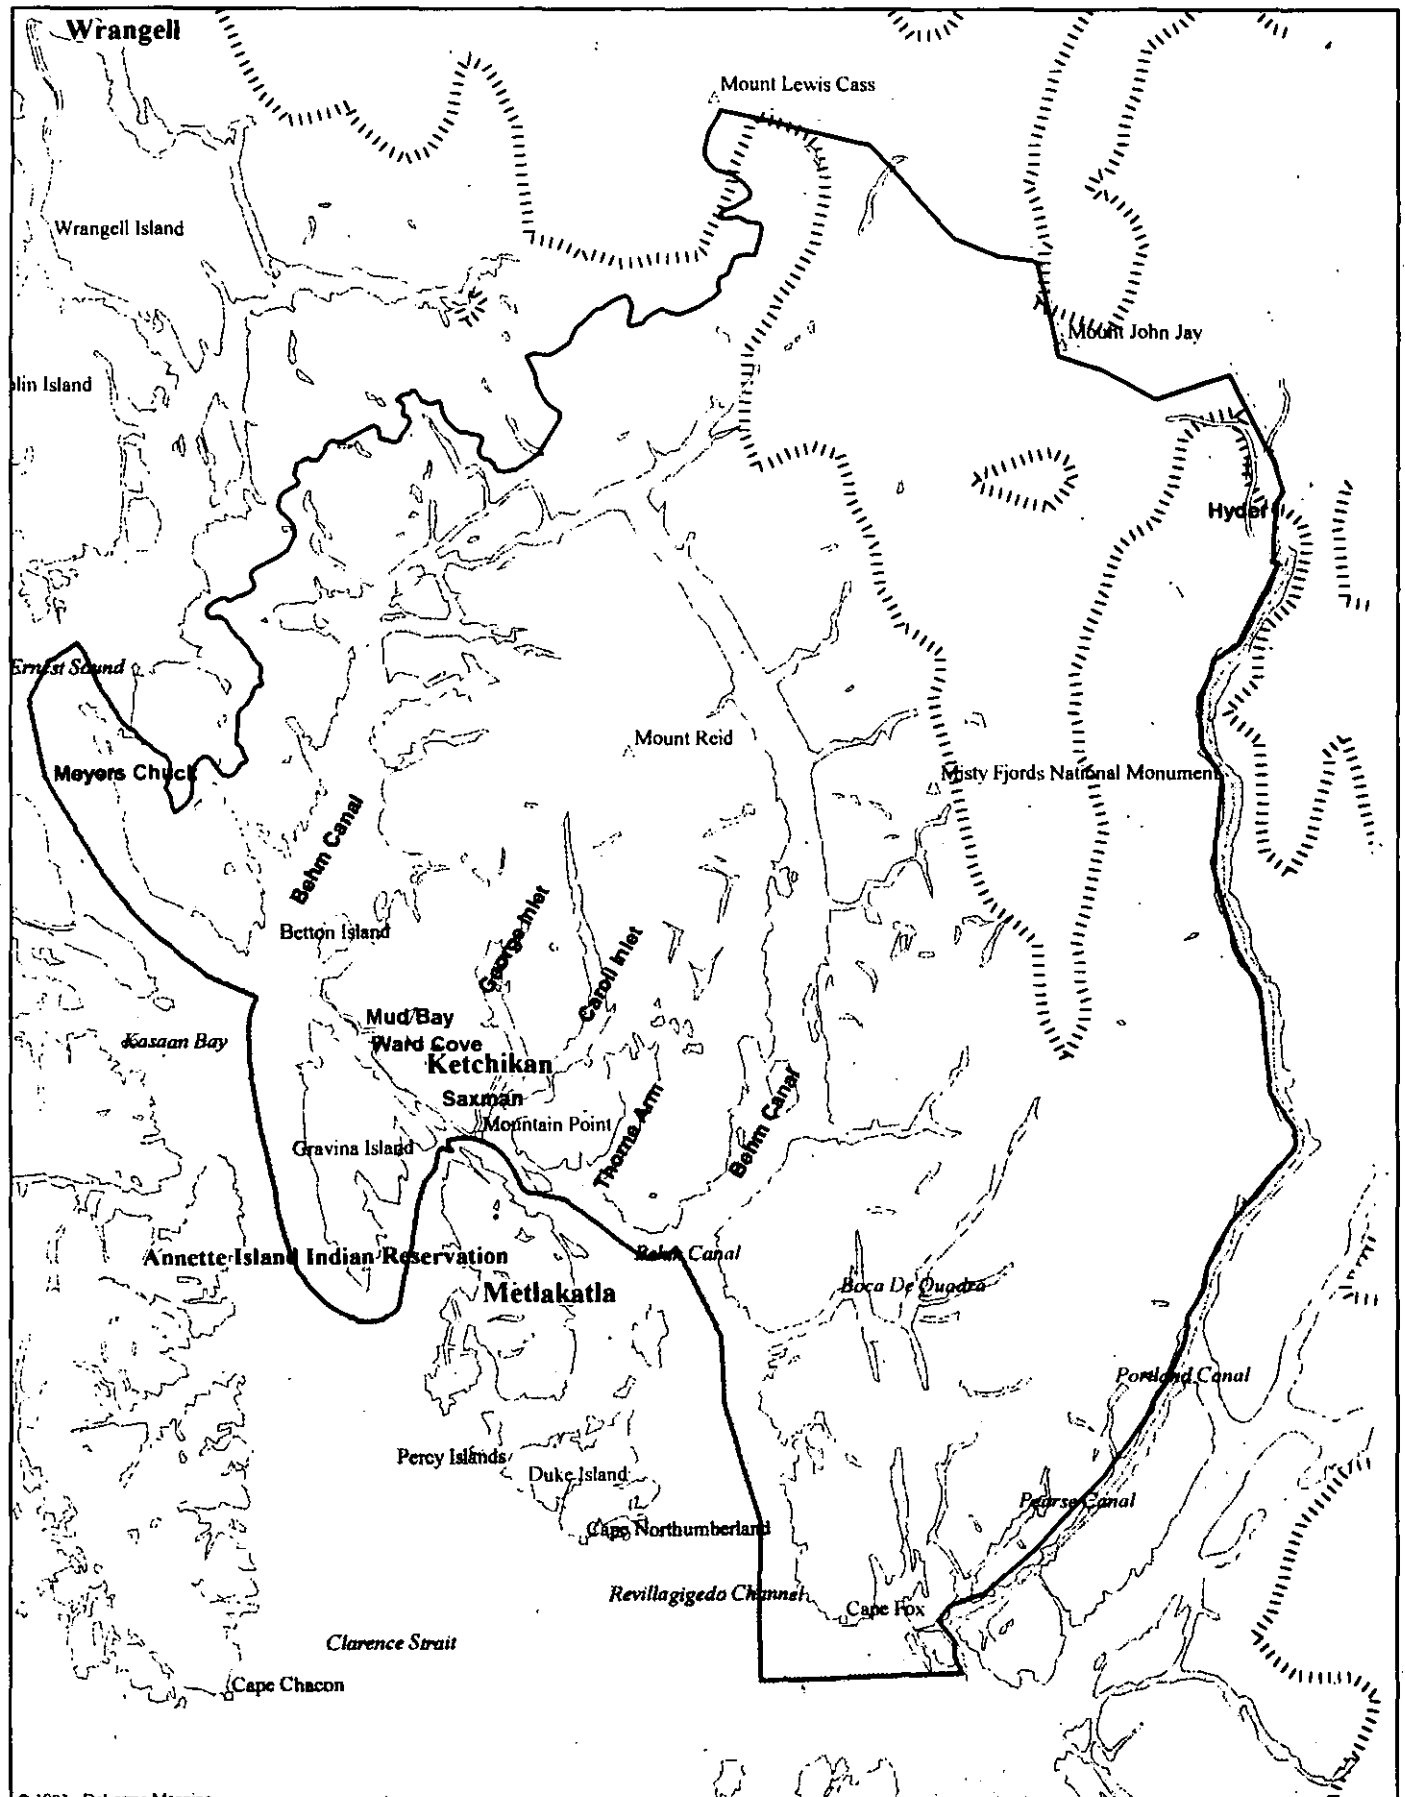 Wrangell
Mount Lewis Cass
Wrangell Island
Mount John Jay
lin Island
Hyder
Ernest Sound
Mount Reid
Meyers Chuck
Misty Fjords National Monument
Behm Canal
Betton Island
George Inlet
Caroll Inlet
Mud Bay
Kasaan Bay
Ward Cove
Ketchikan
Saxman
Mountain Point
Thorne Arm
Behm Canal
Gravina Island
Annette Island Indian Reservation
Behm Canal
Metlakatla
Boca De Quadra
Portland Canal
Percy Islands
Duke Island
Pearse Canal
Cape Northumberland
Revillagigedo Channel
Cape Fox
Clarence Strait
Cape Chacon